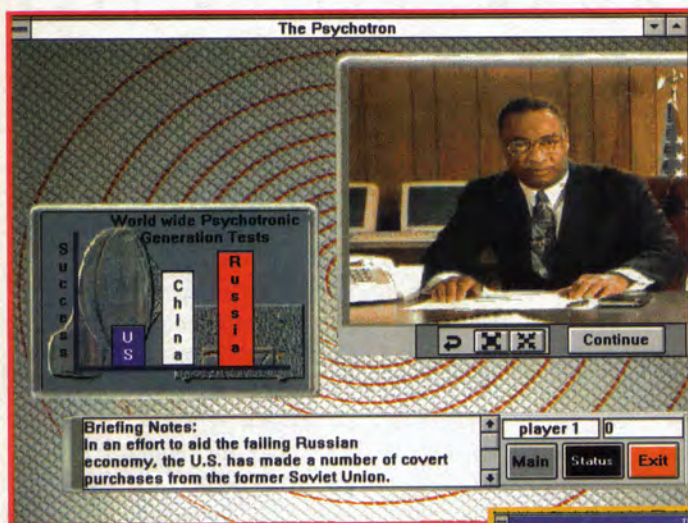 The Psychotron
World wide Psychotronic
Generation Tests
Success
US
China
Russia
Continue
Briefing Notes:
In an effort to aid the failing Russian
economy, the U.S. has made a number of covert
purchases from the former Soviet Union.
player 1 0
Main Status Exit